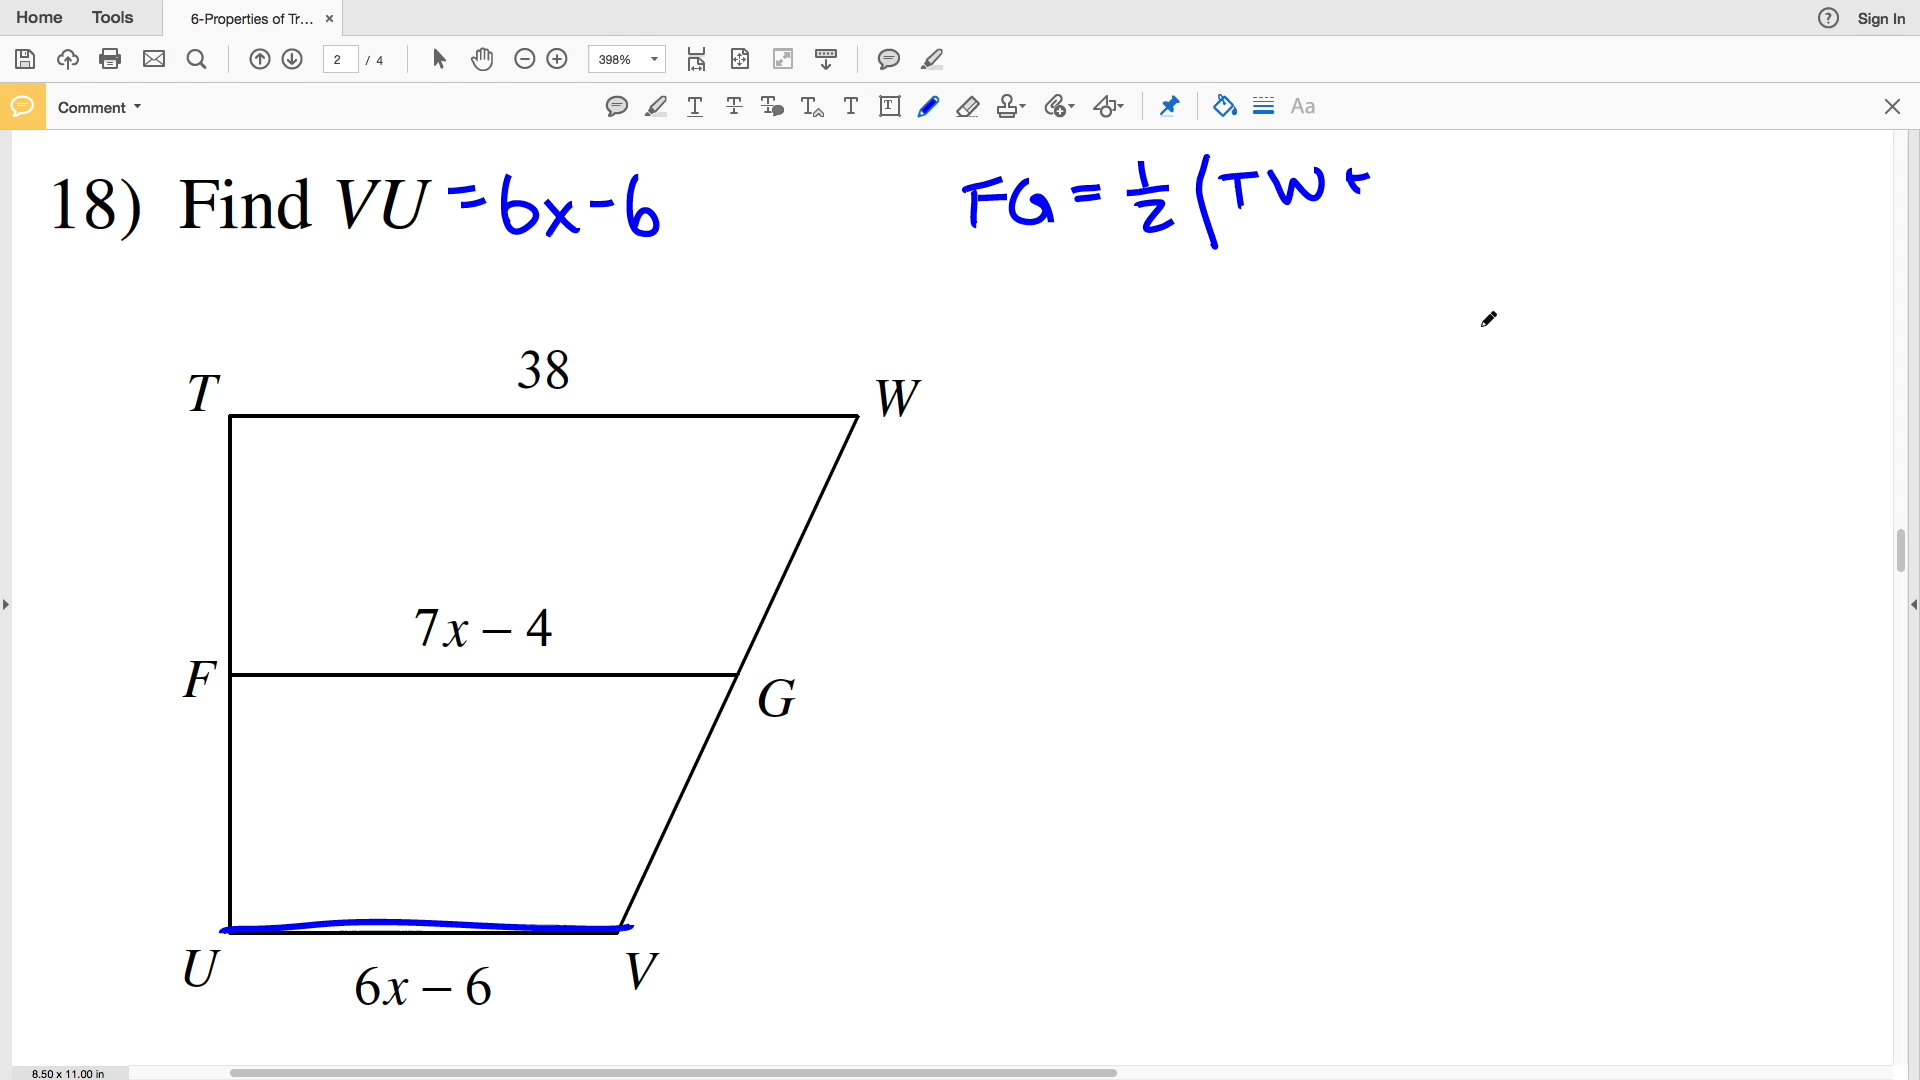 Home Tools 6-Properties of Tr... × ? Sign In
2 / 4 398%
Comment Aa
18) Find VU = 6x - 6 FG = 1/2 (TW +
38
T W
7x – 4
F G
U V
6x – 6
8.50 x 11.00 in